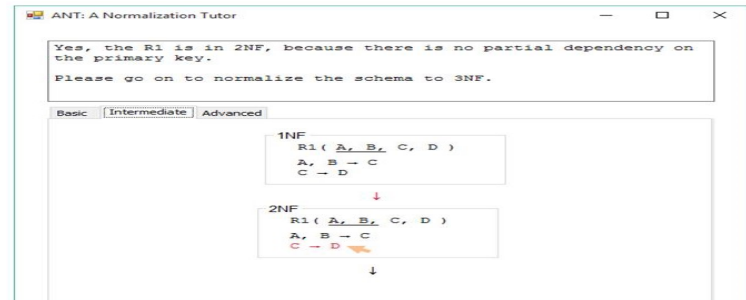 ANT: A Normalization Tutor
Yes, the R1 is in 2NF, because there is no partial dependency on
the primary key.
Please go on to normalize the schema to 3NF.
Basic Intermediate Advanced
1NF
R1 ( A, B, C, D )
A, B → C
C → D
↓
2NF
R1 ( A, B, C, D )
A, B → C
C → D
↓